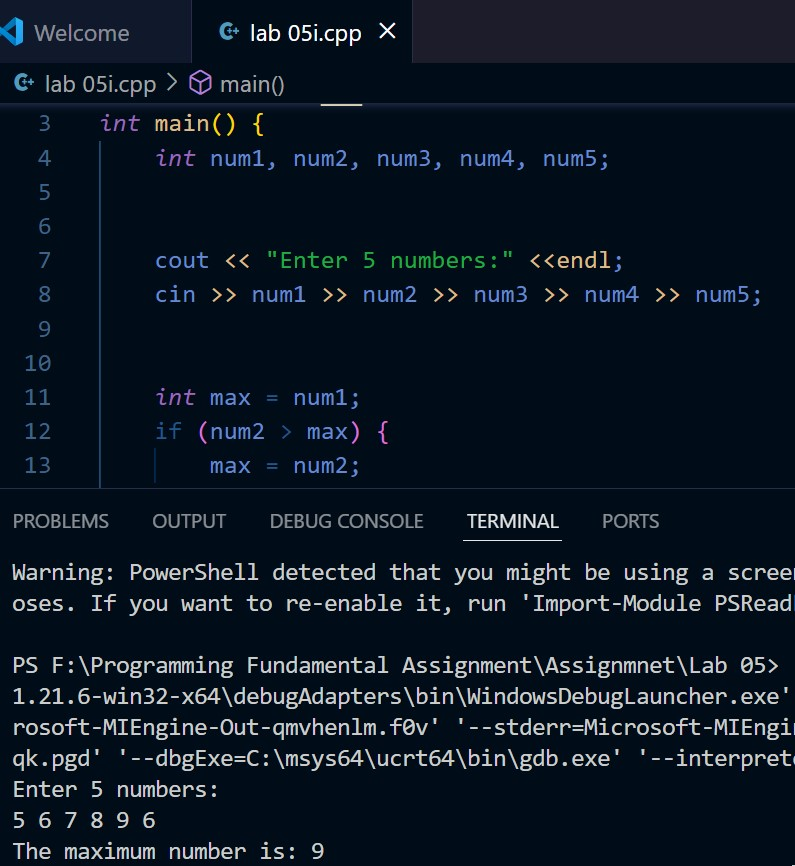 Welcome lab 05i.cpp
lab 05i.cpp > main()
3 int main() {
4 int num1, num2, num3, num4, num5;
5
6
7 cout << "Enter 5 numbers:" <<endl;
8 cin >> num1 >> num2 >> num3 >> num4 >> num5;
9
10
11 int max = num1;
12 if (num2 > max) {
13 max = num2;
PROBLEMS OUTPUT DEBUG CONSOLE TERMINAL PORTS
Warning: PowerShell detected that you might be using a screen
oses. If you want to re-enable it, run 'Import-Module PSRead
PS F:\Programming Fundamental Assignment\Assignmnet\Lab 05>
1.21.6-win32-x64\debugAdapters\bin\WindowsDebugLauncher.exe'
rosoft-MIEngine-Out-qmvhenlm.f0v' '--stderr=Microsoft-MIEngi
qk.pgd' '--dbgExe=C:\msys64\ucrt64\bin\gdb.exe' '--interprete
Enter 5 numbers:
5 6 7 8 9 6
The maximum number is: 9